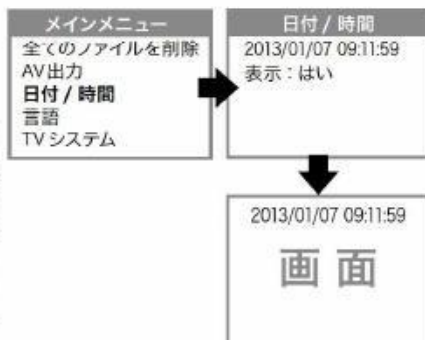 メインメニュー
全てのファイルを削除
AV出力
日付 / 時間
言語
TVシステム
日付 / 時間
2013/01/07 09:11:59
表示：はい
2013/01/07 09:11:59
画面